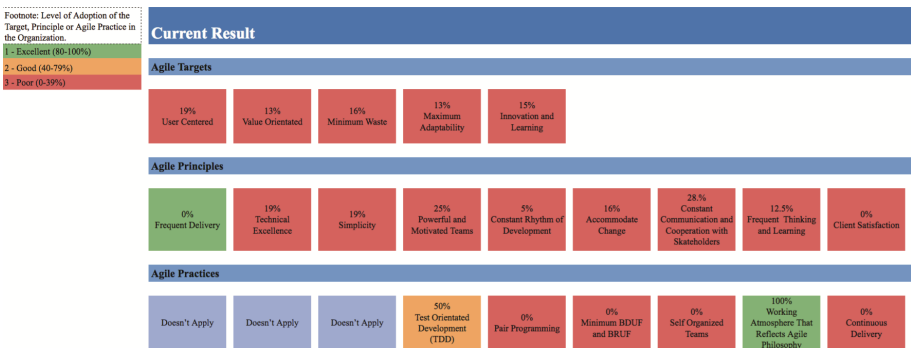 Footnote: Level of Adoption of the
Target, Principle or Agile Practice in
the Organization.
1 - Excellent (80-100%)
2 - Good (40-79%)
3 - Poor (0-39%)
Current Result
Agile Targets
19%
User Centered
13%
Value Orientated
16%
Minimum Waste
13%
Maximum
Adaptability
15%
Innovation and
Learning
Agile Principles
0%
Frequent Delivery
19%
Technical
Excellence
19%
Simplicity
25%
Powerful and
Motivated Teams
5%
Constant Rhythm of
Development
16%
Accommodate
Change
28.%
Constant
Communication and
Cooperation with
Skateholders
12.5%
Frequent Thinking
and Learning
0%
Client Satisfaction
Agile Practices
Doesn't Apply
Doesn't Apply
Doesn't Apply
50%
Test Orientated
Development
(TDD)
0%
Pair Programming
0%
Minimum BDUF
and BRUF
0%
Self Organized
Teams
100%
Working
Atmosphere That
Reflects Agile
Philosophy
0%
Continuous
Delivery